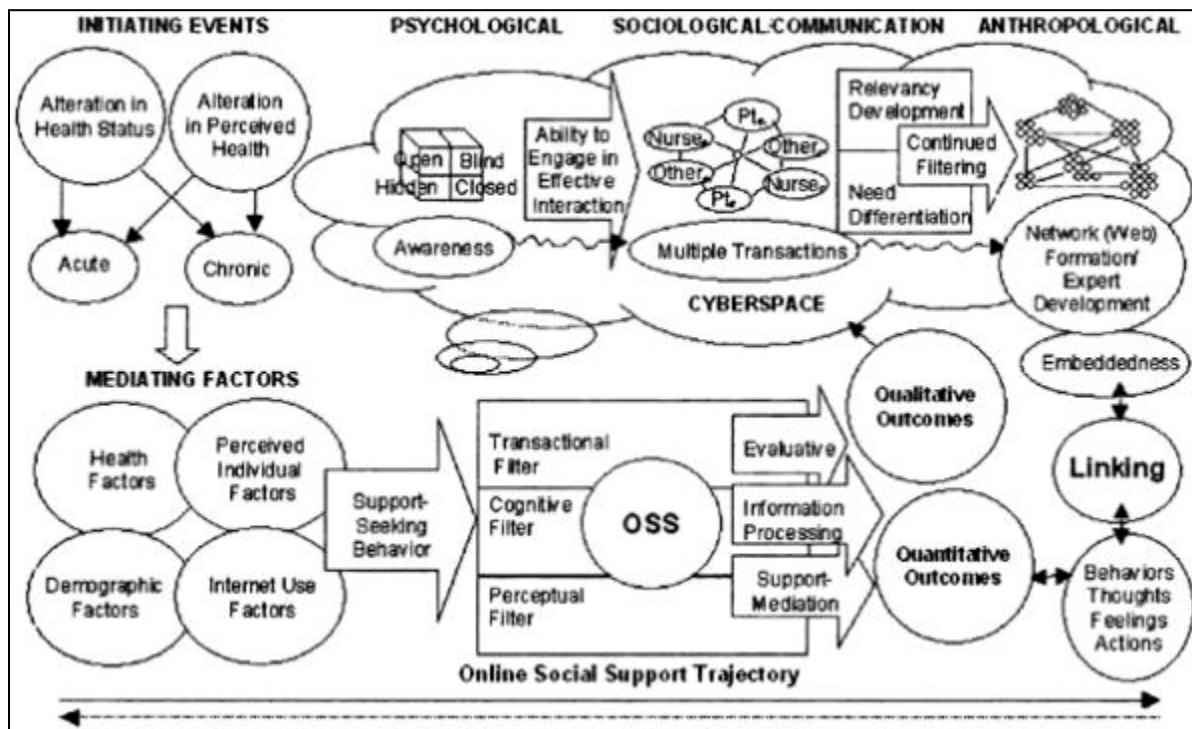 INITIATING EVENTS
PSYCHOLOGICAL
SOCIOLOGICAL-COMMUNICATION
ANTHROPOLOGICAL
Alteration in
Health Status
Alteration
in Perceived
Health
Acute
Chronic
Open Blind
Hidden Closed
Awareness
Ability to
Engage in
Effective
Interaction
Pt
Nurse
Other
Other
Nurse
Pt
Multiple Transactions
CYBERSPACE
Relevancy
Development
Need
Differentiation
Continued
Filtering
Network (Web)
Formation/
Expert
Development
Embeddedness
Linking
Behaviors
Thoughts
Feelings
Actions
MEDIATING FACTORS
Health
Factors
Perceived
Individual
Factors
Demographic
Factors
Internet Use
Factors
Support-
Seeking
Behavior
Transactional
Filter
Cognitive
Filter
Perceptual
Filter
OSS
Evaluative
Information
Processing
Support-
Mediation
Qualitative
Outcomes
Quantitative
Outcomes
Online Social Support Trajectory